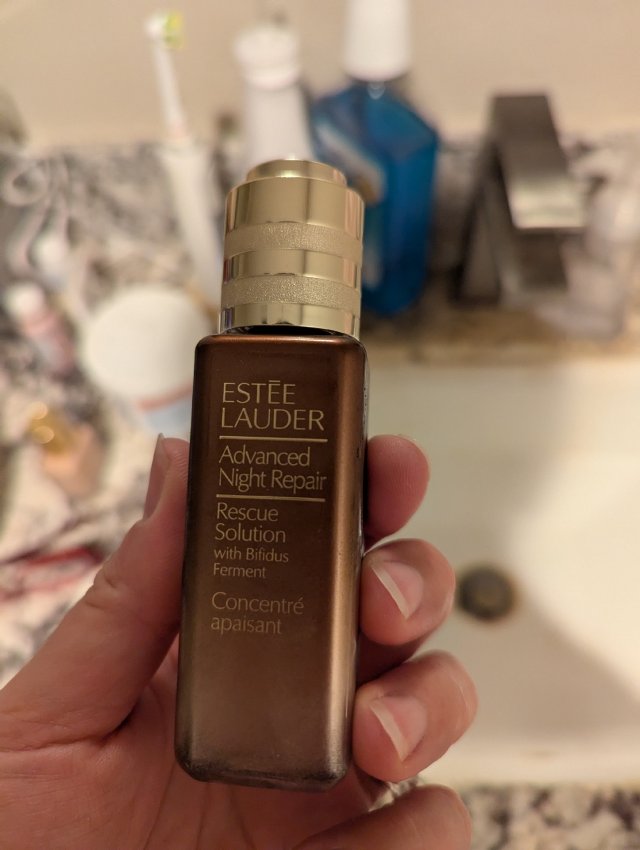 ESTĒE
LAUDER
Advanced
Night Repair
Rescue
Solution
with Bifidus
Ferment
Concentré
apaisant